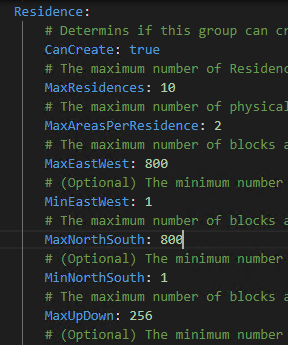 Residence:
# Determins if this group can cr
CanCreate: true
# The maximum number of Residenc
MaxResidences: 10
# The maximum number of physical
MaxAreasPerResidence: 2
# The maximum number of blocks a
MaxEastWest: 800
# (Optional) The minimum number
MinEastWest: 1
# The maximum number of blocks a
MaxNorthSouth: 800
# (Optional) The minimum number
MinNorthSouth: 1
# The maximum number of blocks a
MaxUpDown: 256
# (Optional) The minimum number